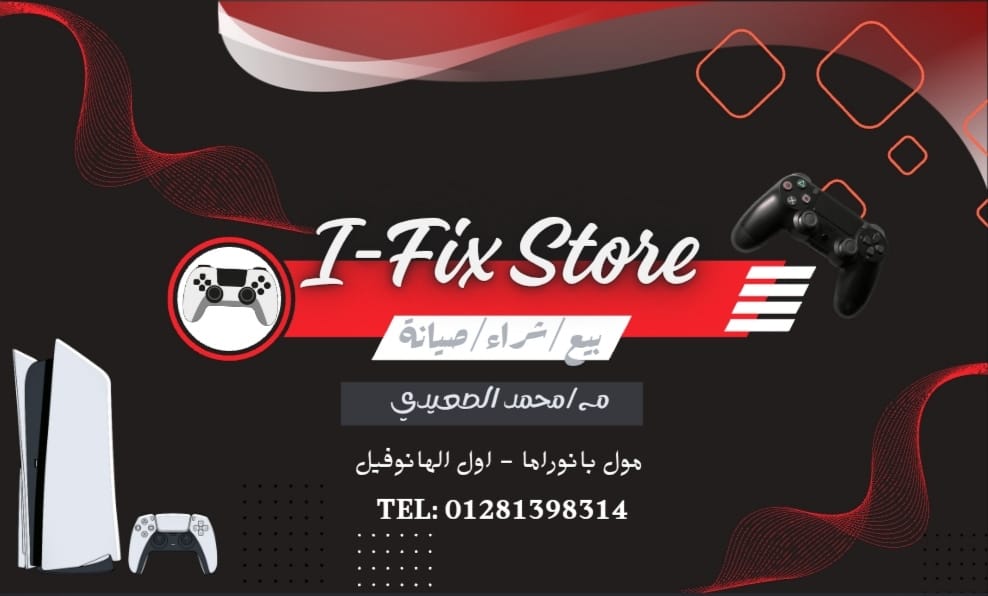 I-Fix Store
بيع/شراء/صيانة
م/محمد الصعيدي
مول بانوراما - اول الهانوفيل
TEL: 01281398314